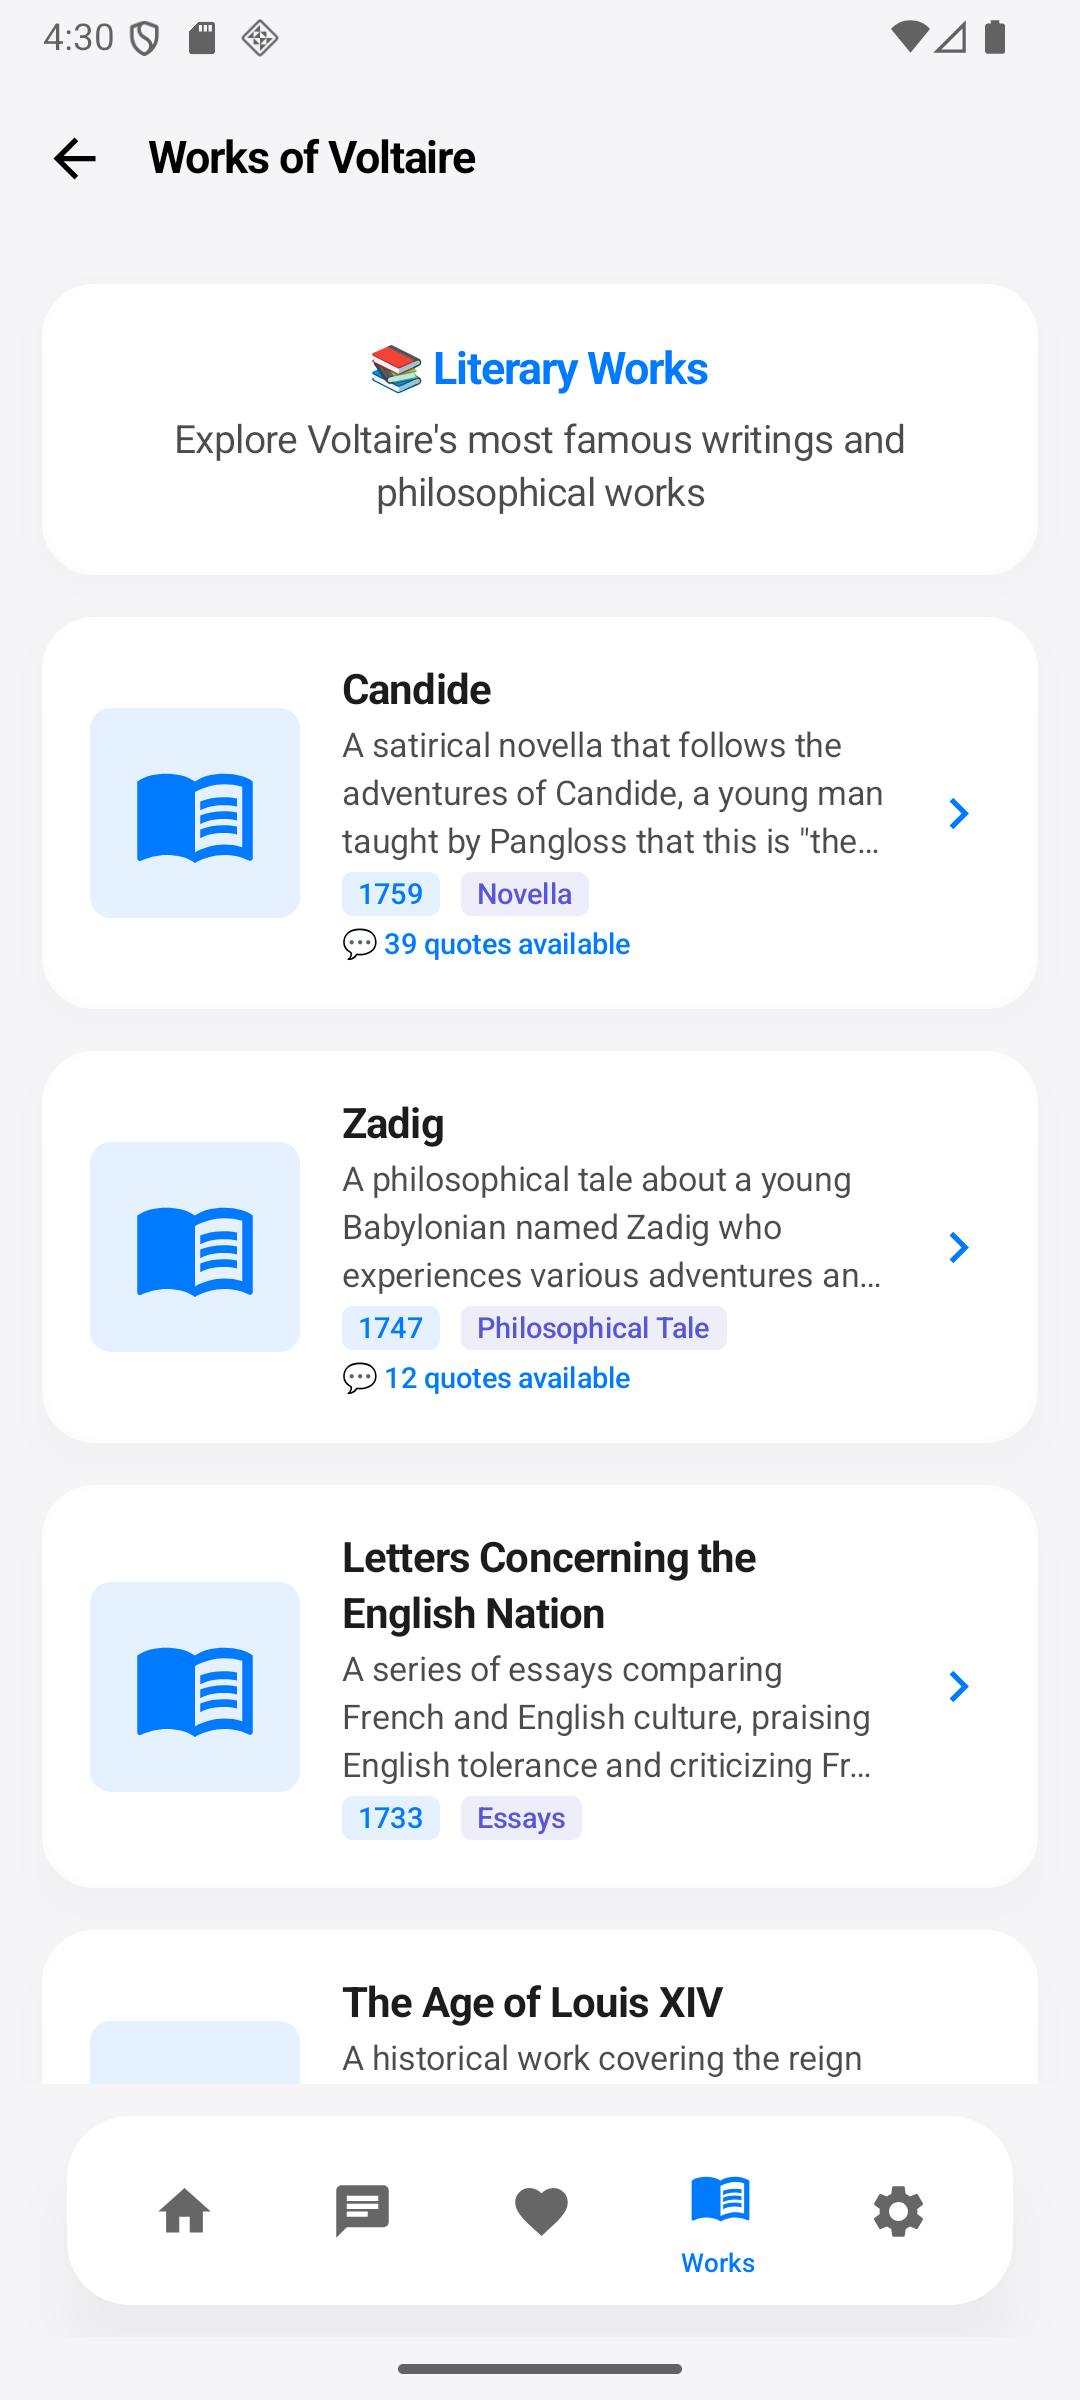 4:30
Works of Voltaire
📚 Literary Works
Explore Voltaire's most famous writings and
philosophical works
Candide
A satirical novella that follows the
adventures of Candide, a young man
taught by Pangloss that this is "the…
1759 Novella
💬 39 quotes available
Zadig
A philosophical tale about a young
Babylonian named Zadig who
experiences various adventures an…
1747 Philosophical Tale
💬 12 quotes available
Letters Concerning the
English Nation
A series of essays comparing
French and English culture, praising
English tolerance and criticizing Fr…
1733 Essays
The Age of Louis XIV
A historical work covering the reign
Works